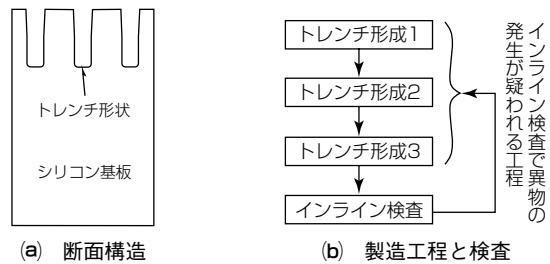 トレンチ形状
シリコン基板
(a) 断面構造
トレンチ形成1
トレンチ形成2
トレンチ形成3
インライン検査
インライン検査で異物の
発生が疑われる工程
(b) 製造工程と検査